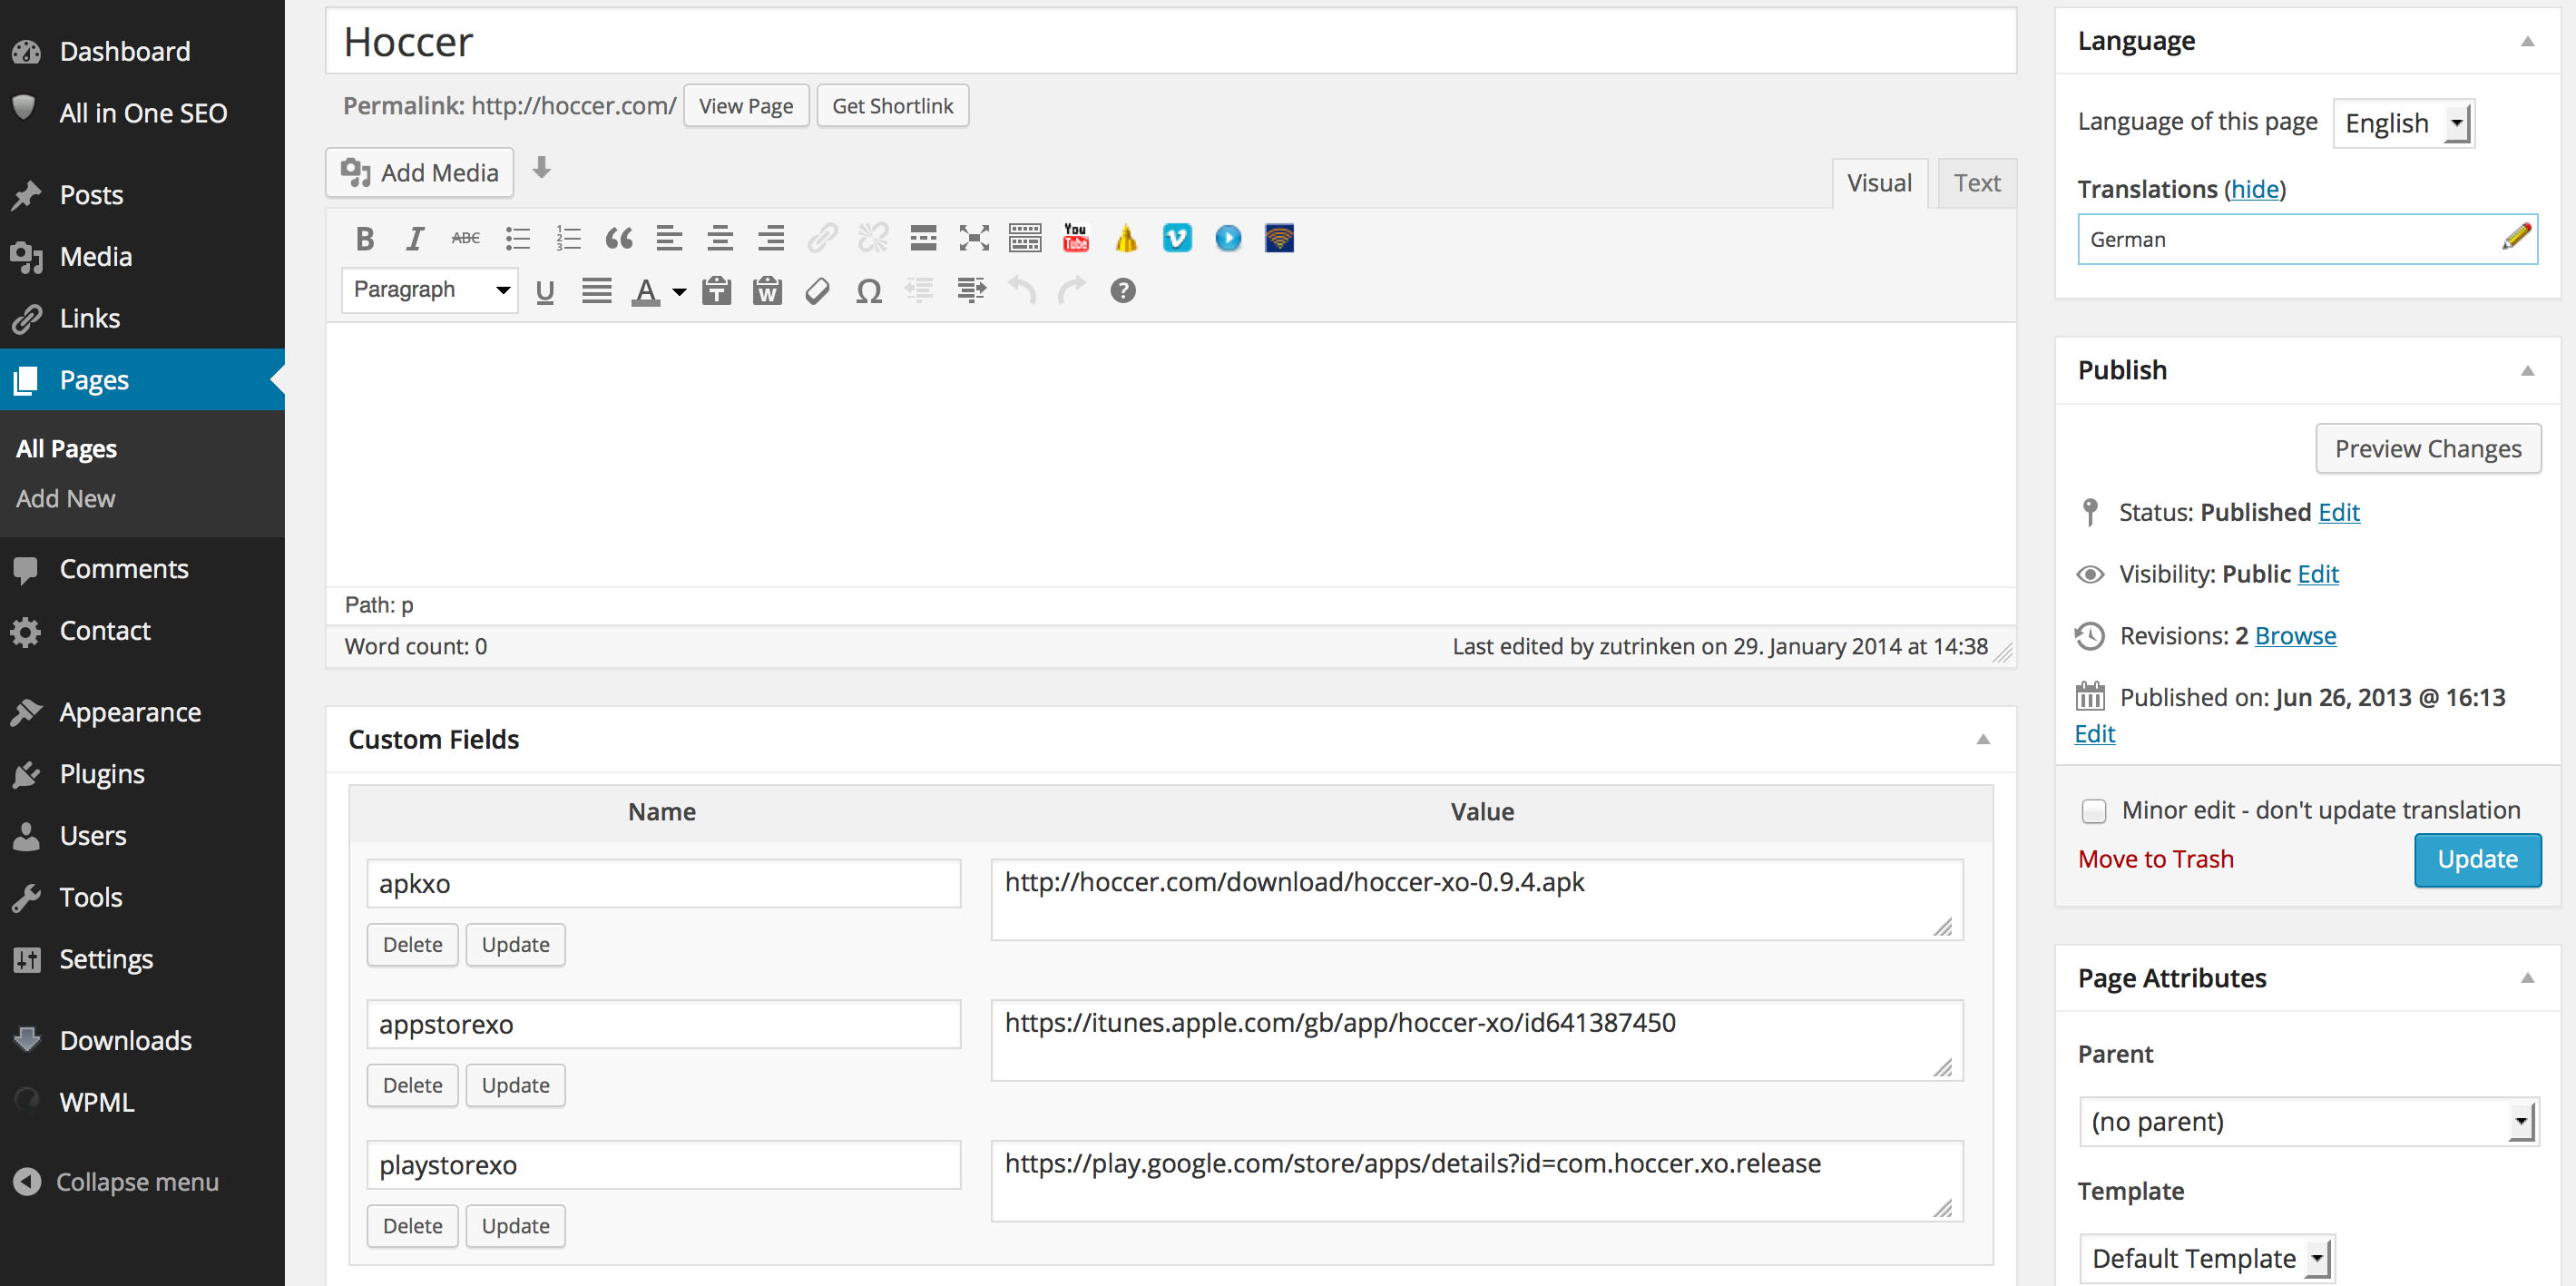 Dashboard
All in One SEO
Posts
Media
Links
Pages
All Pages
Add New
Comments
Contact
Appearance
Plugins
Users
Tools
Settings
Downloads
WPML
Collapse menu
Hoccer
Permalink: http://hoccer.com/ View Page Get Shortlink
Add Media
Visual Text
B I ABC You Tube
Paragraph U A T W Ω ?
Path: p
Word count: 0 Last edited by zutrinken on 29. January 2014 at 14:38
Custom Fields
Name Value
apkxo http://hoccer.com/download/hoccer-xo-0.9.4.apk
Delete Update
appstorexo https://itunes.apple.com/gb/app/hoccer-xo/id641387450
Delete Update
playstorexo https://play.google.com/store/apps/details?id=com.hoccer.xo.release
Delete Update
Language
Language of this page English
Translations (hide)
German
Publish
Preview Changes
Status: Published Edit
Visibility: Public Edit
Revisions: 2 Browse
Published on: Jun 26, 2013 @ 16:13
Edit
Minor edit - don't update translation
Move to Trash Update
Page Attributes
Parent
(no parent)
Template
Default Template